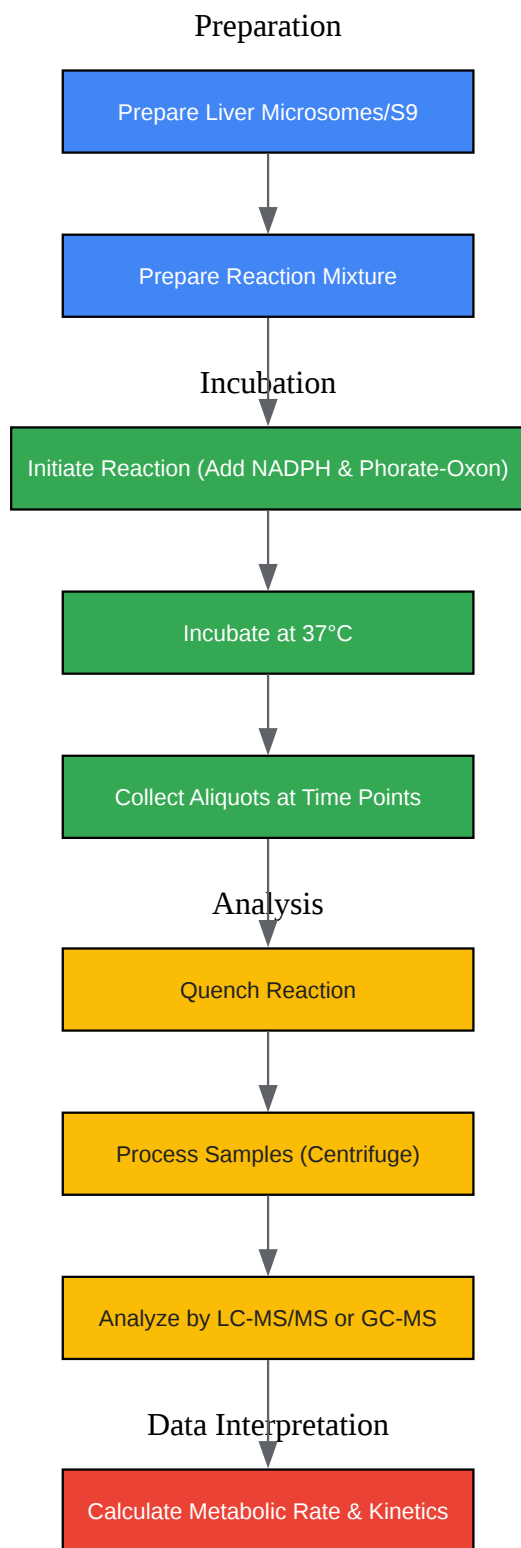 Preparation
Prepare Liver Microsomes/S9
Prepare Reaction Mixture
Incubation
Initiate Reaction (Add NADPH & Phorate-Oxon)
Incubate at 37°C
Collect Aliquots at Time Points
Analysis
Quench Reaction
Process Samples (Centrifuge)
Analyze by LC-MS/MS or GC-MS
Data Interpretation
Calculate Metabolic Rate & Kinetics